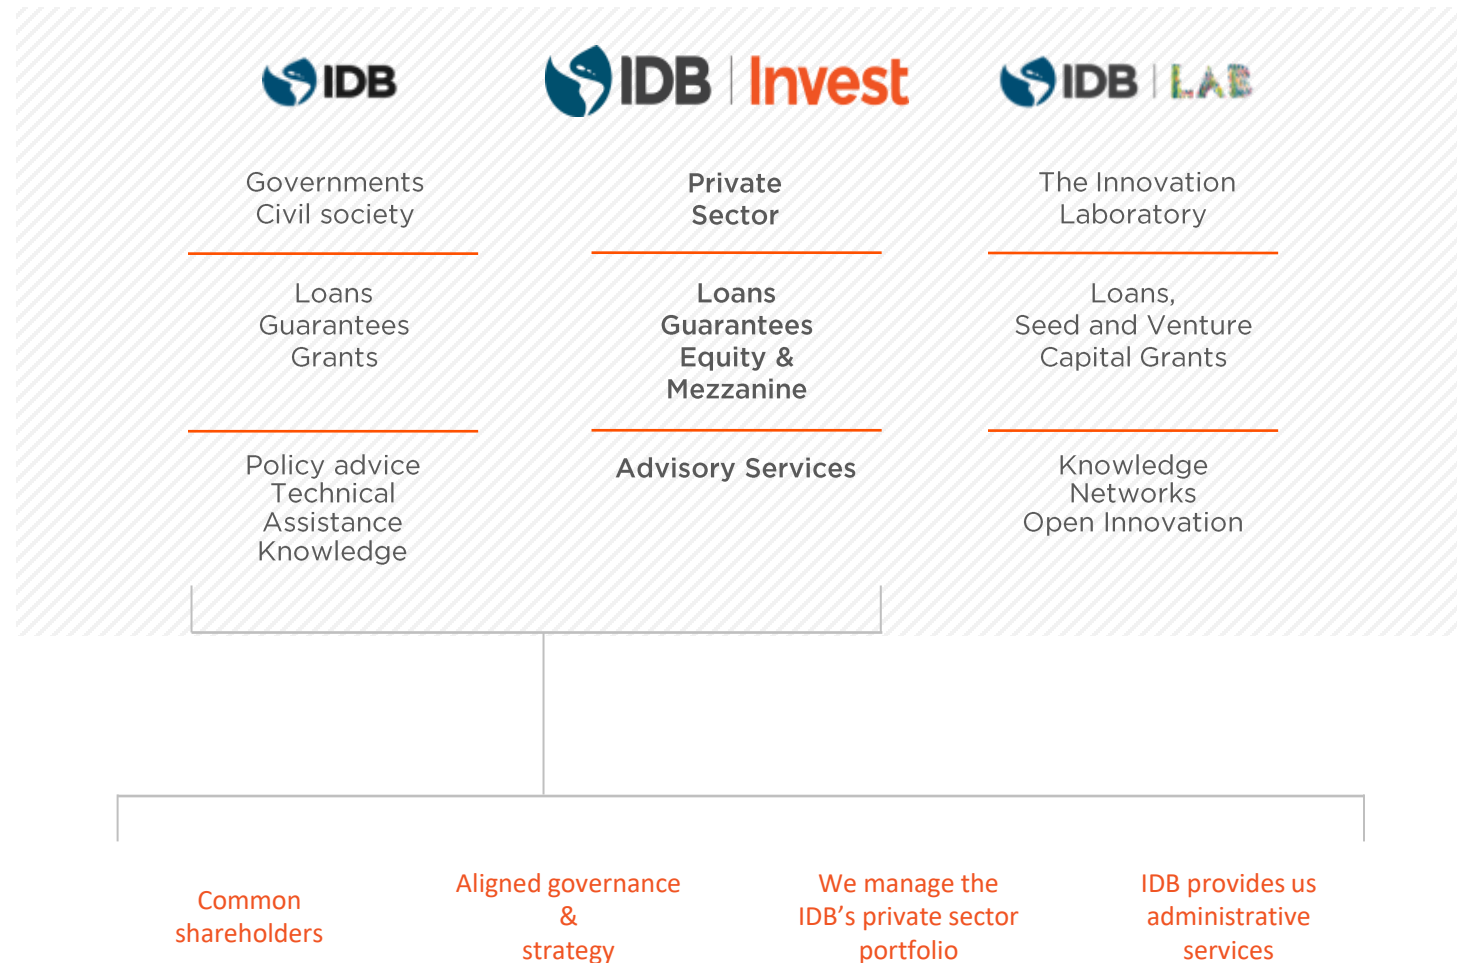 IDB
IDB | Invest
IDB | LAB
Governments
Civil society
Private
Sector
The Innovation
Laboratory
Loans
Guarantees
Grants
Loans
Guarantees
Equity &
Mezzanine
Loans,
Seed and Venture
Capital Grants
Policy advice
Technical
Assistance
Knowledge
Advisory Services
Knowledge
Networks
Open Innovation
Common
shareholders
Aligned governance
&
strategy
We manage the
IDB’s private sector
portfolio
IDB provides us
administrative
services